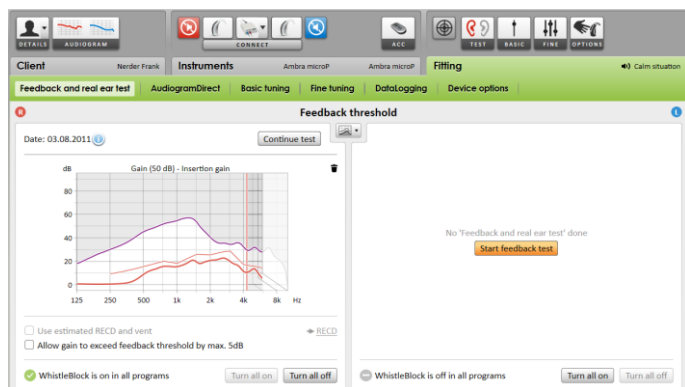 DETAILS AUDIOGRAM CONNECT ACC TEST BASIC FINE OPTIONS
Client Nerder Frank Instruments Ambra microP Ambra microP Fitting Calm situation
Feedback and real ear test AudiogramDirect Basic tuning Fine tuning DataLogging Device options
R Feedback threshold L
Date: 03.08.2011 Continue test
dB Gain (50 dB) - Insertion gain
80
60
40
20
0
125 250 500 1k 2k 4k 8k Hz
No 'Feedback and real ear test' done
Start feedback test
Use estimated RECD and vent RECD
Allow gain to exceed feedback threshold by max. 5dB
WhistleBlock is on in all programs Turn all on Turn all off
WhistleBlock is off in all programs Turn all on Turn all off